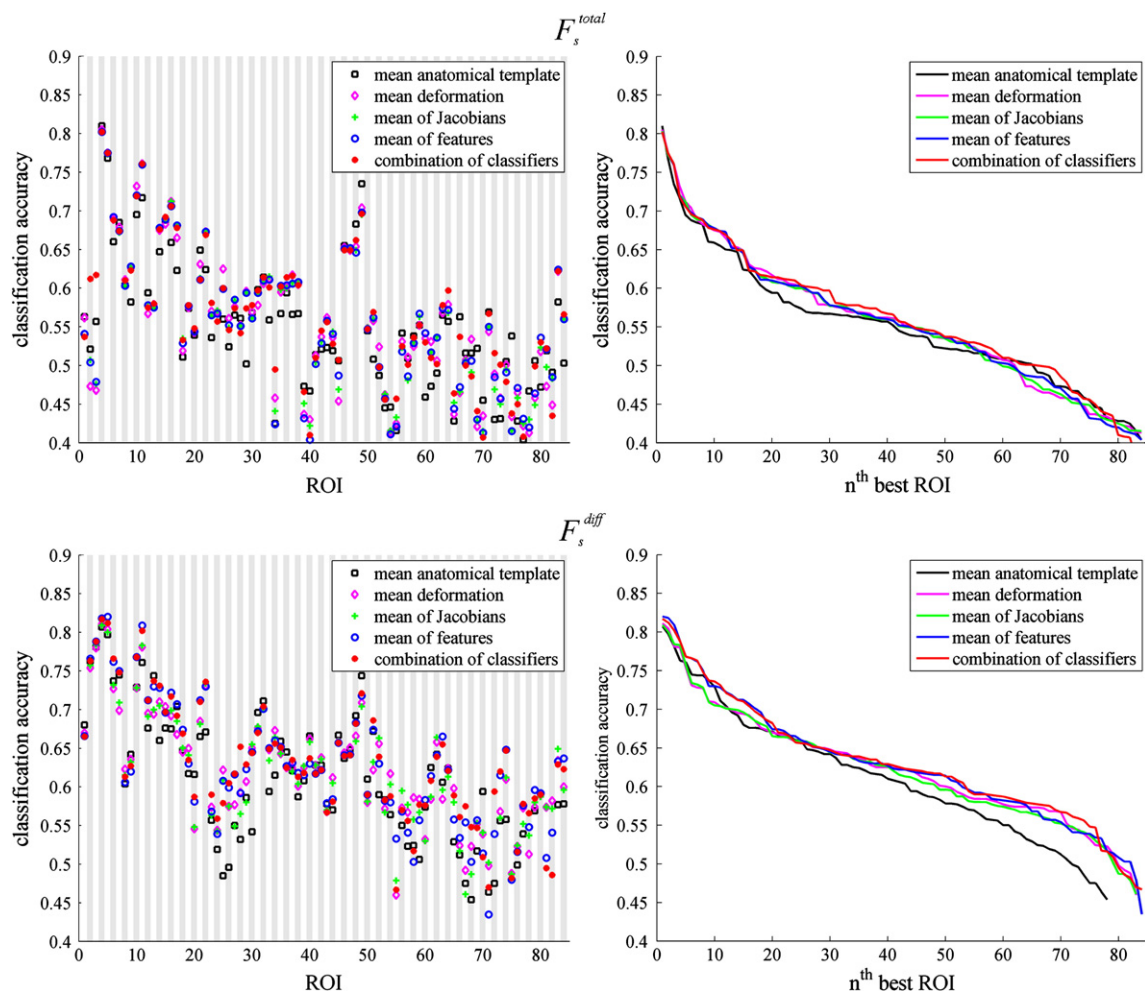 F_s^total
0.9
0.85
0.8
0.75
0.7
0.65
0.6
0.55
0.5
0.45
0.4
classification accuracy
0 10 20 30 40 50 60 70 80
ROI
mean anatomical template
mean deformation
mean of Jacobians
mean of features
combination of classifiers
0.9
0.85
0.8
0.75
0.7
0.65
0.6
0.55
0.5
0.45
0.4
classification accuracy
0 10 20 30 40 50 60 70 80
n^th best ROI
mean anatomical template
mean deformation
mean of Jacobians
mean of features
combination of classifiers
F_s^diff
0.9
0.85
0.8
0.75
0.7
0.65
0.6
0.55
0.5
0.45
0.4
classification accuracy
0 10 20 30 40 50 60 70 80
ROI
mean anatomical template
mean deformation
mean of Jacobians
mean of features
combination of classifiers
0.9
0.85
0.8
0.75
0.7
0.65
0.6
0.55
0.5
0.45
0.4
classification accuracy
0 10 20 30 40 50 60 70 80
n^th best ROI
mean anatomical template
mean deformation
mean of Jacobians
mean of features
combination of classifiers